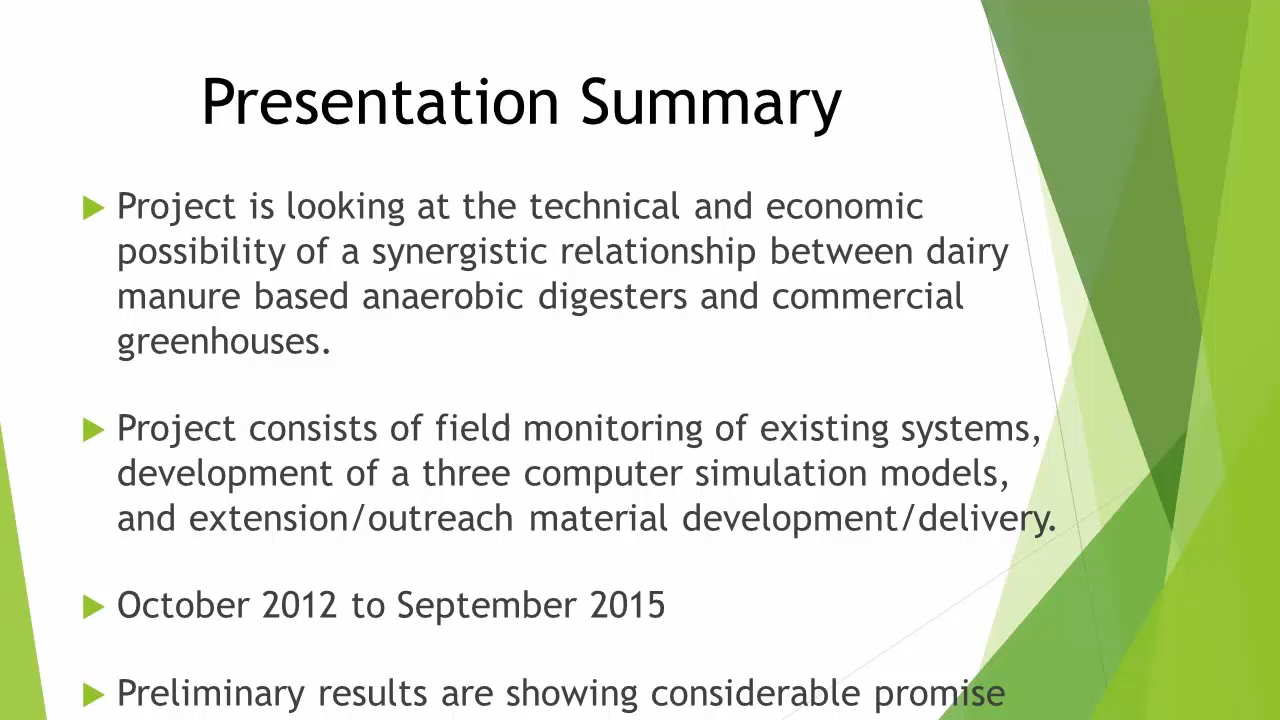 Presentation Summary
Project is looking at the technical and economic
possibility of a synergistic relationship between dairy
manure based anaerobic digesters and commercial
greenhouses.
Project consists of field monitoring of existing systems,
development of a three computer simulation models,
and extension/outreach material development/delivery.
October 2012 to September 2015
Preliminary results are showing considerable promise